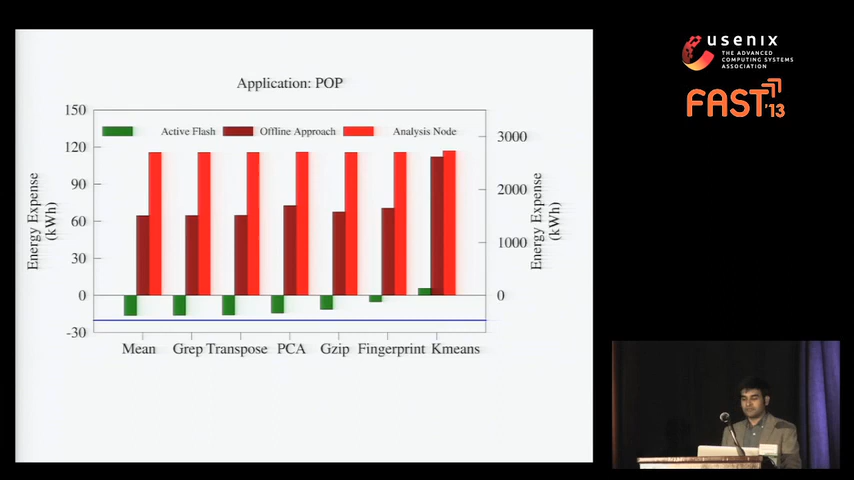 Application: POP
150
120
90
60
30
0
-30
Energy Expense
(kWh)
Active Flash
Offline Approach
Analysis Node
3000
2000
1000
0
Energy Expense
(kWh)
Mean Grep Transpose PCA Gzip Fingerprint Kmeans
usenix
THE ADVANCED
COMPUTING SYSTEMS
ASSOCIATION
FAST '13